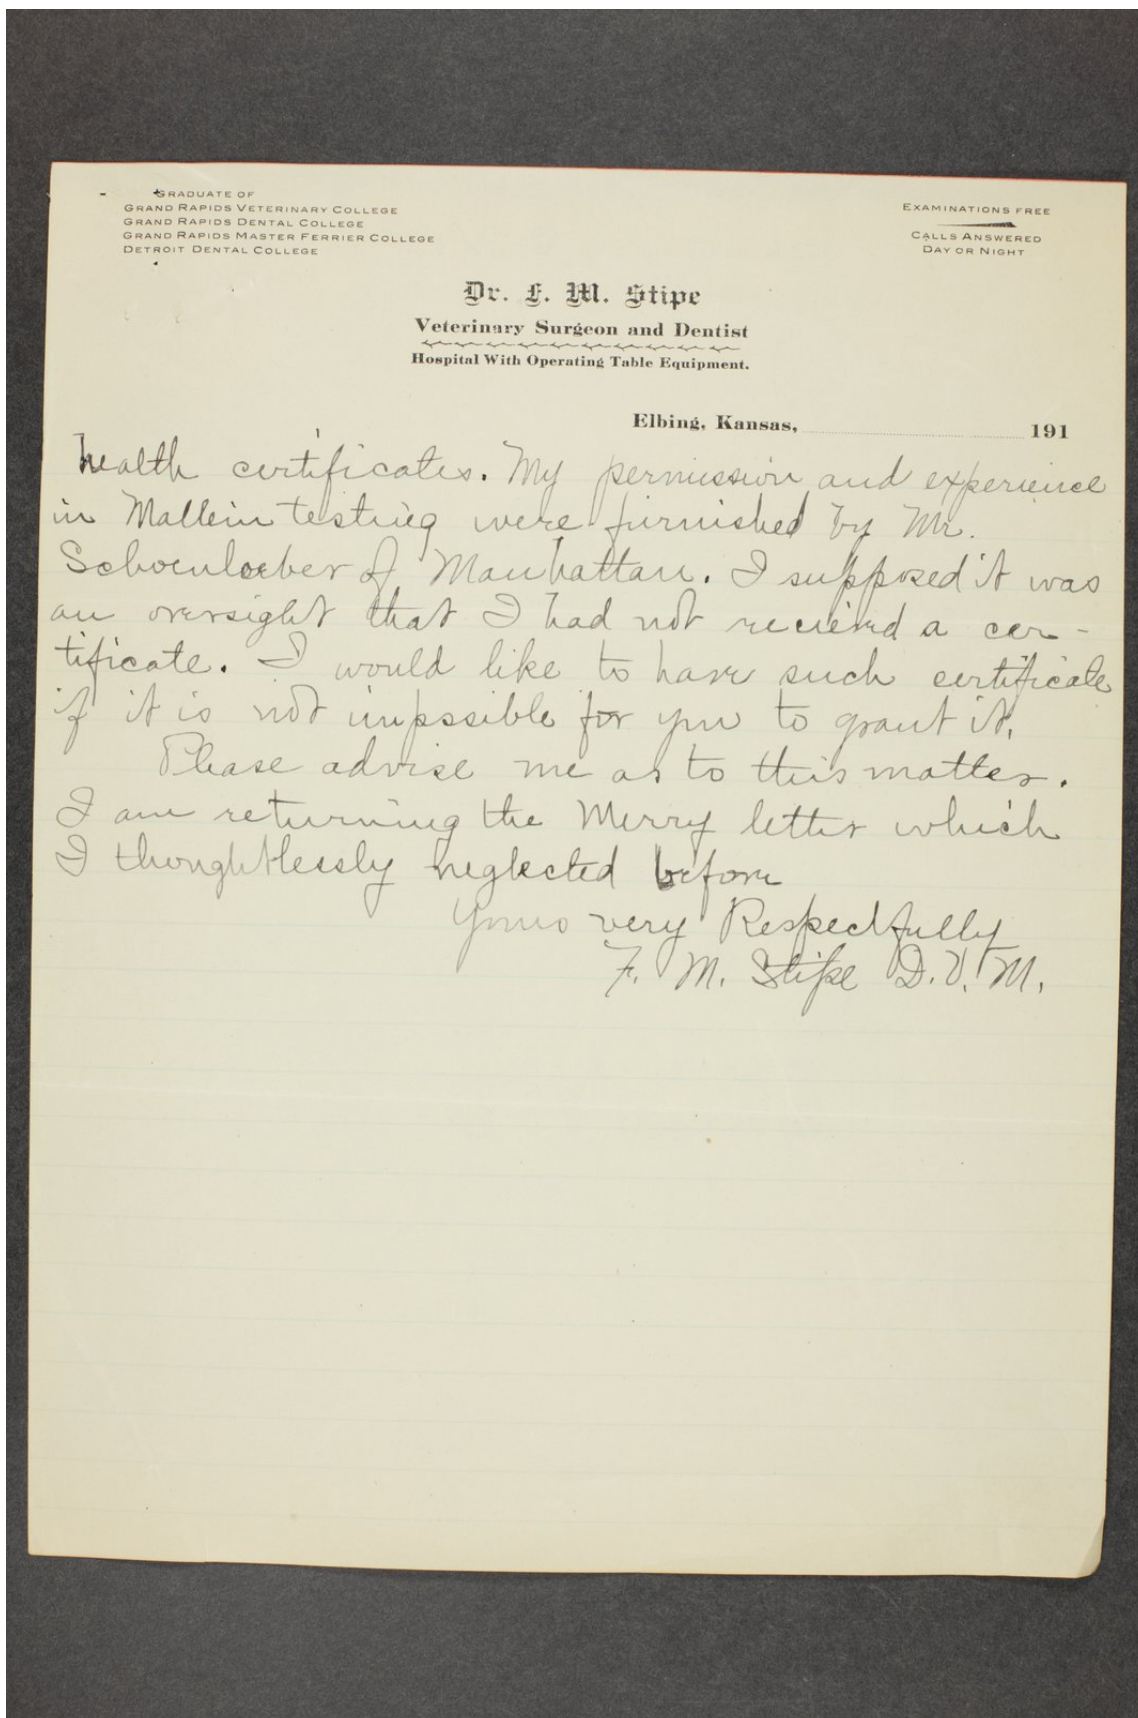 GRADUATE OF
GRAND RAPIDS VETERINARY COLLEGE
GRAND RAPIDS DENTAL COLLEGE
GRAND RAPIDS MASTER FERRIER COLLEGE
DETROIT DENTAL COLLEGE
EXAMINATIONS FREE
CALLS ANSWERED
DAY OR NIGHT
Dr. F. M. Stipe
Veterinary Surgeon and Dentist
Hospital With Operating Table Equipment.
Elbing, Kansas, 191
health certificates. My permission and experience
in Mallein testing were furnished by Mr.
of Manhattan. I supposed it was
an oversight that I had not recieved a cer-
tificate. I would like to have such certificate
if it is not impossible for you to grant it.
Please advise me as to this matter.
I am returning the Merry letter which
I thoughtlessly neglected before
Yours very Respectfully
F. M. Stipe D.V.M.